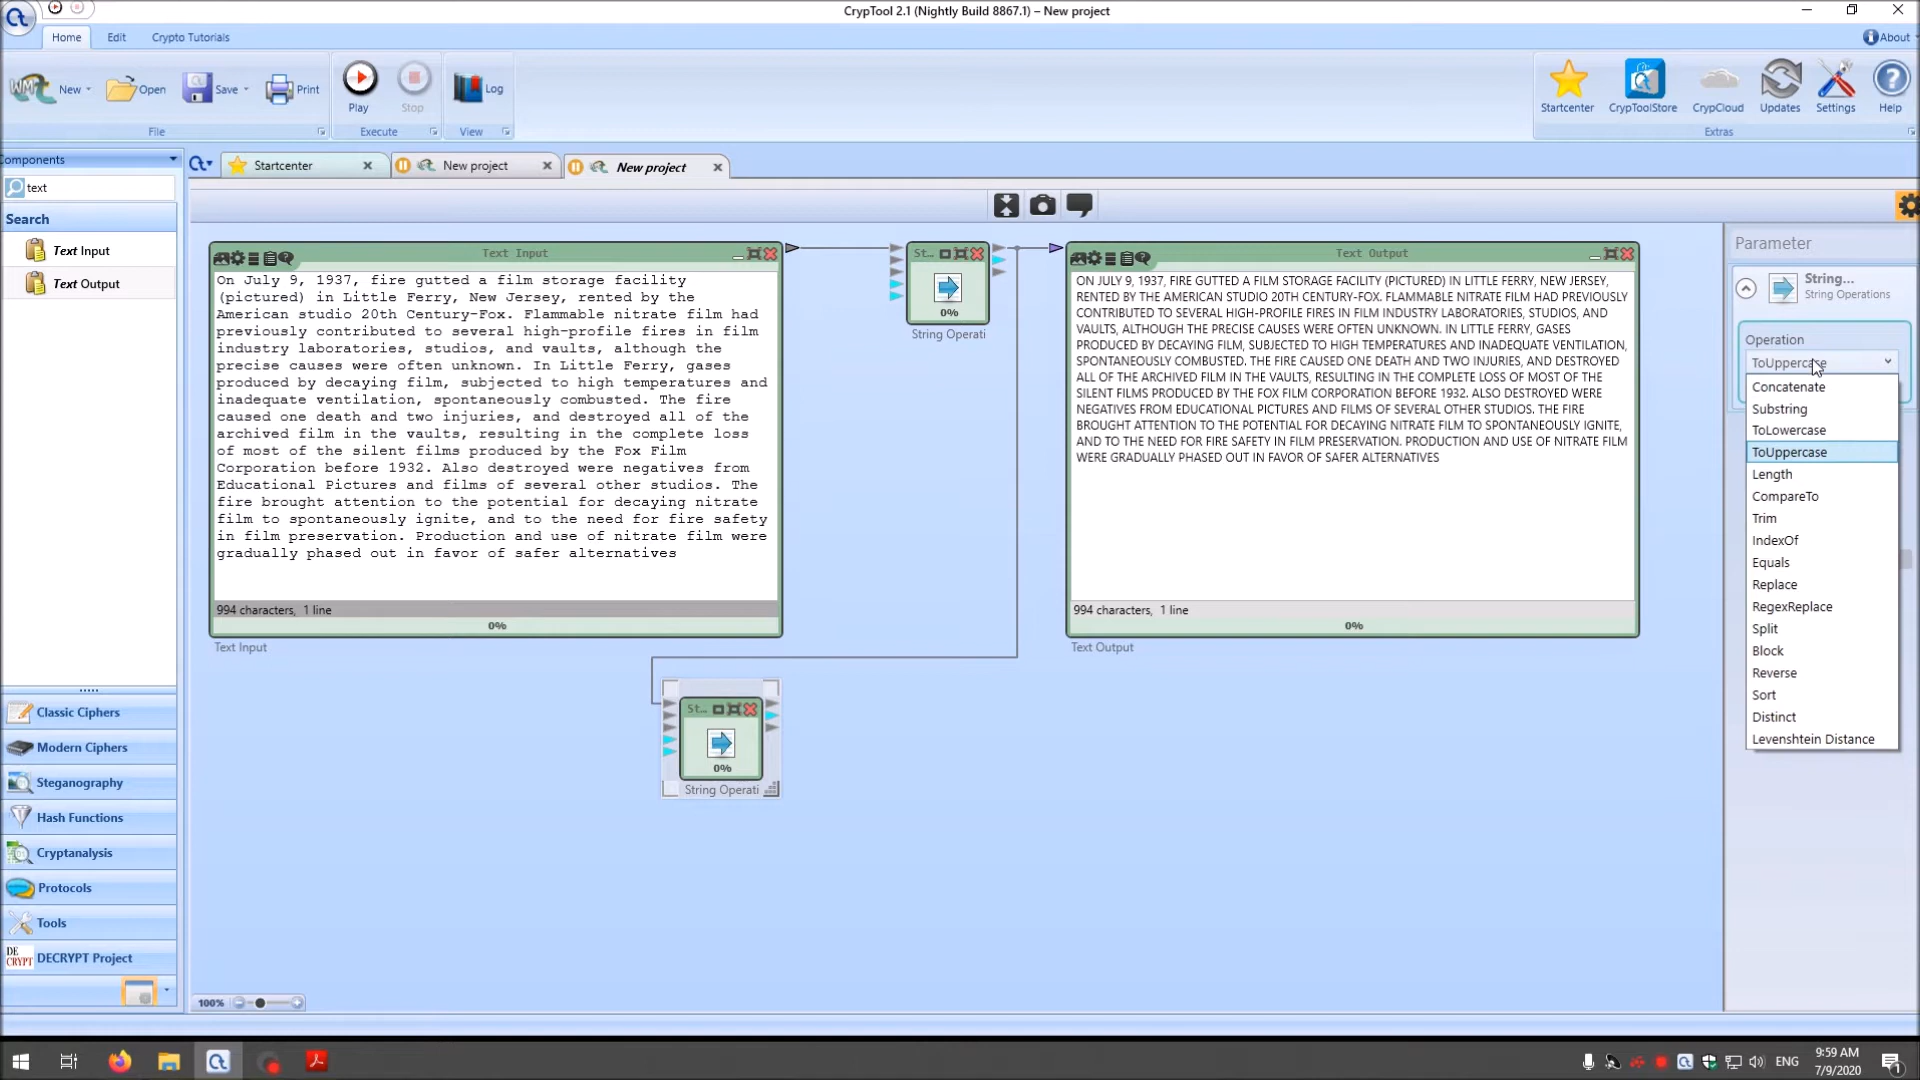 CrypTool 2.1 (Nightly Build 8867.1) – New project
Home Edit Crypto Tutorials About
New Open Save Print Play Stop Log Startcenter CrypToolStore CrypCloud Updates Settings Help
File Execute View Extras
Components
Startcenter New project New project
text
Search
Text Input
Text Output
Classic Ciphers
Modern Ciphers
Steganography
Hash Functions
Cryptanalysis
Protocols
Tools
DECRYPT Project
Text Input
On July 9, 1937, fire gutted a film storage facility
(pictured) in Little Ferry, New Jersey, rented by the
American studio 20th Century-Fox. Flammable nitrate film had
previously contributed to several high-profile fires in film
industry laboratories, studios, and vaults, although the
precise causes were often unknown. In Little Ferry, gases
produced by decaying film, subjected to high temperatures and
inadequate ventilation, spontaneously combusted. The fire
caused one death and two injuries, and destroyed all of the
archived film in the vaults, resulting in the complete loss
of most of the silent films produced by the Fox Film
Corporation before 1932. Also destroyed were negatives from
Educational Pictures and films of several other studios. The
fire brought attention to the potential for decaying nitrate
film to spontaneously ignite, and to the need for fire safety
in film preservation. Production and use of nitrate film were
gradually phased out in favor of safer alternatives
994 characters, 1 line
0%
Text Input
St...
0%
String Operati
Text Output
ON JULY 9, 1937, FIRE GUTTED A FILM STORAGE FACILITY (PICTURED) IN LITTLE FERRY, NEW JERSEY,
RENTED BY THE AMERICAN STUDIO 20TH CENTURY-FOX. FLAMMABLE NITRATE FILM HAD PREVIOUSLY
CONTRIBUTED TO SEVERAL HIGH-PROFILE FIRES IN FILM INDUSTRY LABORATORIES, STUDIOS, AND
VAULTS, ALTHOUGH THE PRECISE CAUSES WERE OFTEN UNKNOWN. IN LITTLE FERRY, GASES
PRODUCED BY DECAYING FILM, SUBJECTED TO HIGH TEMPERATURES AND INADEQUATE VENTILATION,
SPONTANEOUSLY COMBUSTED. THE FIRE CAUSED ONE DEATH AND TWO INJURIES, AND DESTROYED
ALL OF THE ARCHIVED FILM IN THE VAULTS, RESULTING IN THE COMPLETE LOSS OF MOST OF THE
SILENT FILMS PRODUCED BY THE FOX FILM CORPORATION BEFORE 1932. ALSO DESTROYED WERE
NEGATIVES FROM EDUCATIONAL PICTURES AND FILMS OF SEVERAL OTHER STUDIOS. THE FIRE
BROUGHT ATTENTION TO THE POTENTIAL FOR DECAYING NITRATE FILM TO SPONTANEOUSLY IGNITE,
AND TO THE NEED FOR FIRE SAFETY IN FILM PRESERVATION. PRODUCTION AND USE OF NITRATE FILM
WERE GRADUALLY PHASED OUT IN FAVOR OF SAFER ALTERNATIVES
994 characters, 1 line
0%
Text Output
St...
0%
String Operati
Parameter
String...
String Operations
Operation
ToUppercase
Concatenate
Substring
ToLowercase
ToUppercase
Length
CompareTo
Trim
IndexOf
Equals
Replace
RegexReplace
Split
Block
Reverse
Sort
Distinct
Levenshtein Distance
100%
ENG
9:59 AM
7/9/2020